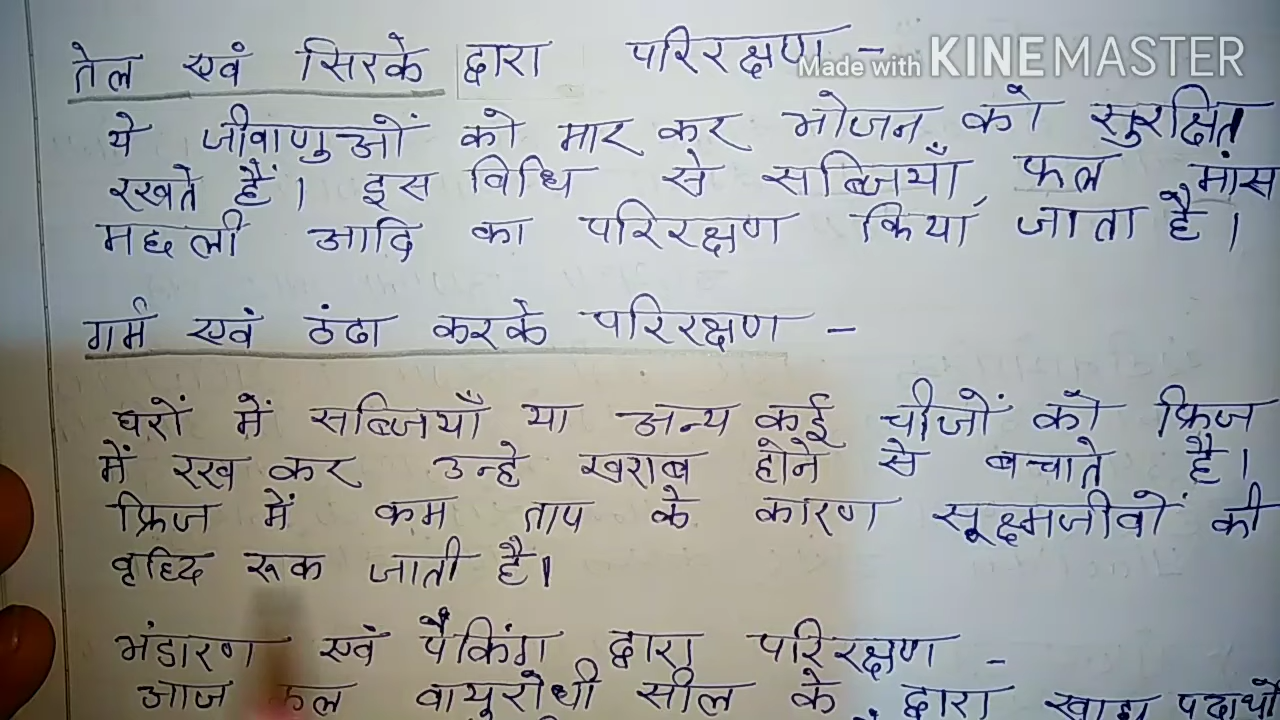 तेल एवं सिरके द्वारा परिरक्षण -
Made with KINEMASTER
ये जीवाणुओं को मार कर भोजन को सुरक्षित
रखते हैं। इस विधि से सब्जियाँ, फल मांस
मछली आदि का परिरक्षण किया जाता है।
गर्म एवं ठंढा करके परिरक्षण -
घरों में सब्जियाँ या अन्य कई चीजों को फ्रिज
में रख कर उन्हे खराब होने से बचाते है।
फ्रिज में कम ताप के कारण सूक्ष्मजीवों की
वृध्दि रूक जाती है।
भंडारण एवं पैकिंग द्वारा परिरक्षण -
आज कल वायुरोधी सील के द्वारा खाद्य पदार्थो